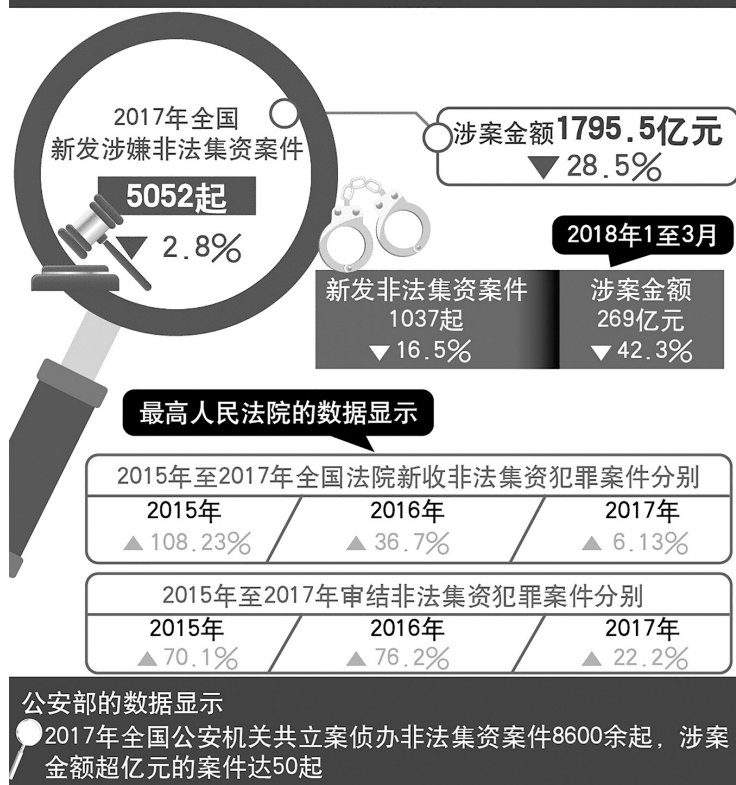 2017年全国
新发涉嫌非法集资案件
5052起
▼ 2.8%
涉案金额1795.5亿元
▼ 28.5%
2018年1至3月
新发非法集资案件
1037起
▼ 16.5%
涉案金额
269亿元
▼ 42.3%
最高人民法院的数据显示
2015年至2017年全国法院新收非法集资犯罪案件分别
2015年 2016年 2017年
▲ 108.23% ▲ 36.7% ▲ 6.13%
2015年至2017年审结非法集资犯罪案件分别
2015年 2016年 2017年
▲ 70.1% ▲ 76.2% ▲ 22.2%
公安部的数据显示
2017年全国公安机关共立案侦办非法集资案件8600余起，涉案
金额超亿元的案件达50起